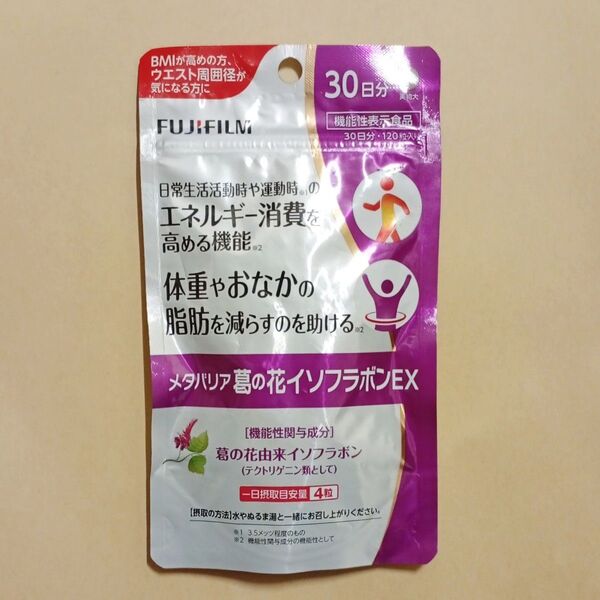 BMIが高めの方、
ウエスト周囲径が
気になる方に
30日分
実物大
機能性表示食品
30日分・120粒入
FUJIFILM
日常生活活動時や運動時※1の
エネルギー消費を
高める機能※2
体重やおなかの
脂肪を減らすのを助ける※2
メタバリア 葛の花イソフラボンEX
[機能性関与成分]
葛の花由来イソフラボン
(テクトリゲニン類として)
一日摂取目安量 4粒
[摂取の方法]水やぬるま湯と一緒にお召し上がりください。
※1 3.5メッツ程度のもの
※2 機能性関与成分の機能性として